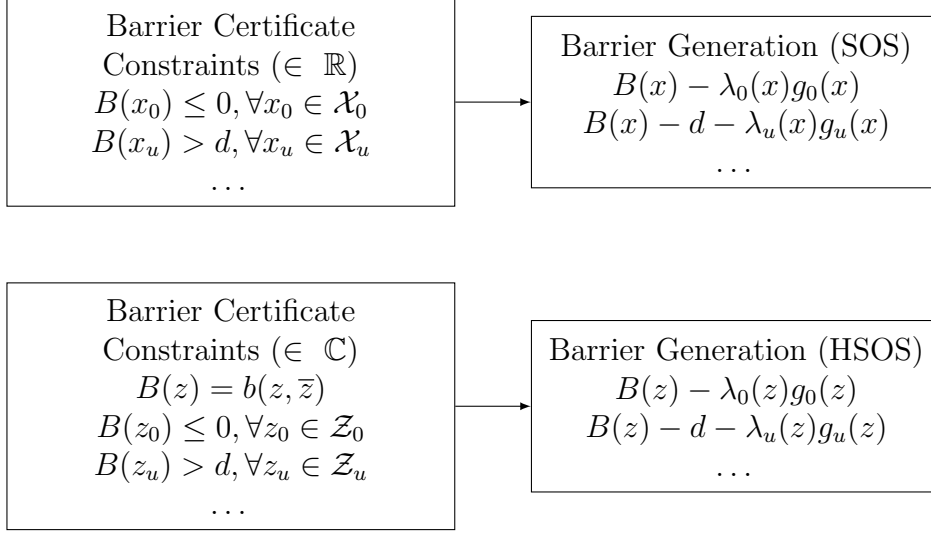 Barrier Certificate
Constraints (∈ ℝ)
B(x₀) ≤ 0, ∀x₀ ∈ 𝒳₀
B(xᵤ) > d, ∀xᵤ ∈ 𝒳ᵤ
. . .
Barrier Generation (SOS)
B(x) − λ₀(x)g₀(x)
B(x) − d − λᵤ(x)gᵤ(x)
. . .
Barrier Certificate
Constraints (∈ ℂ)
B(z) = b(z, z̅)
B(z₀) ≤ 0, ∀z₀ ∈ 𝒵₀
B(zᵤ) > d, ∀zᵤ ∈ 𝒵ᵤ
. . .
Barrier Generation (HSOS)
B(z) − λ₀(z)g₀(z)
B(z) − d − λᵤ(z)gᵤ(z)
. . .